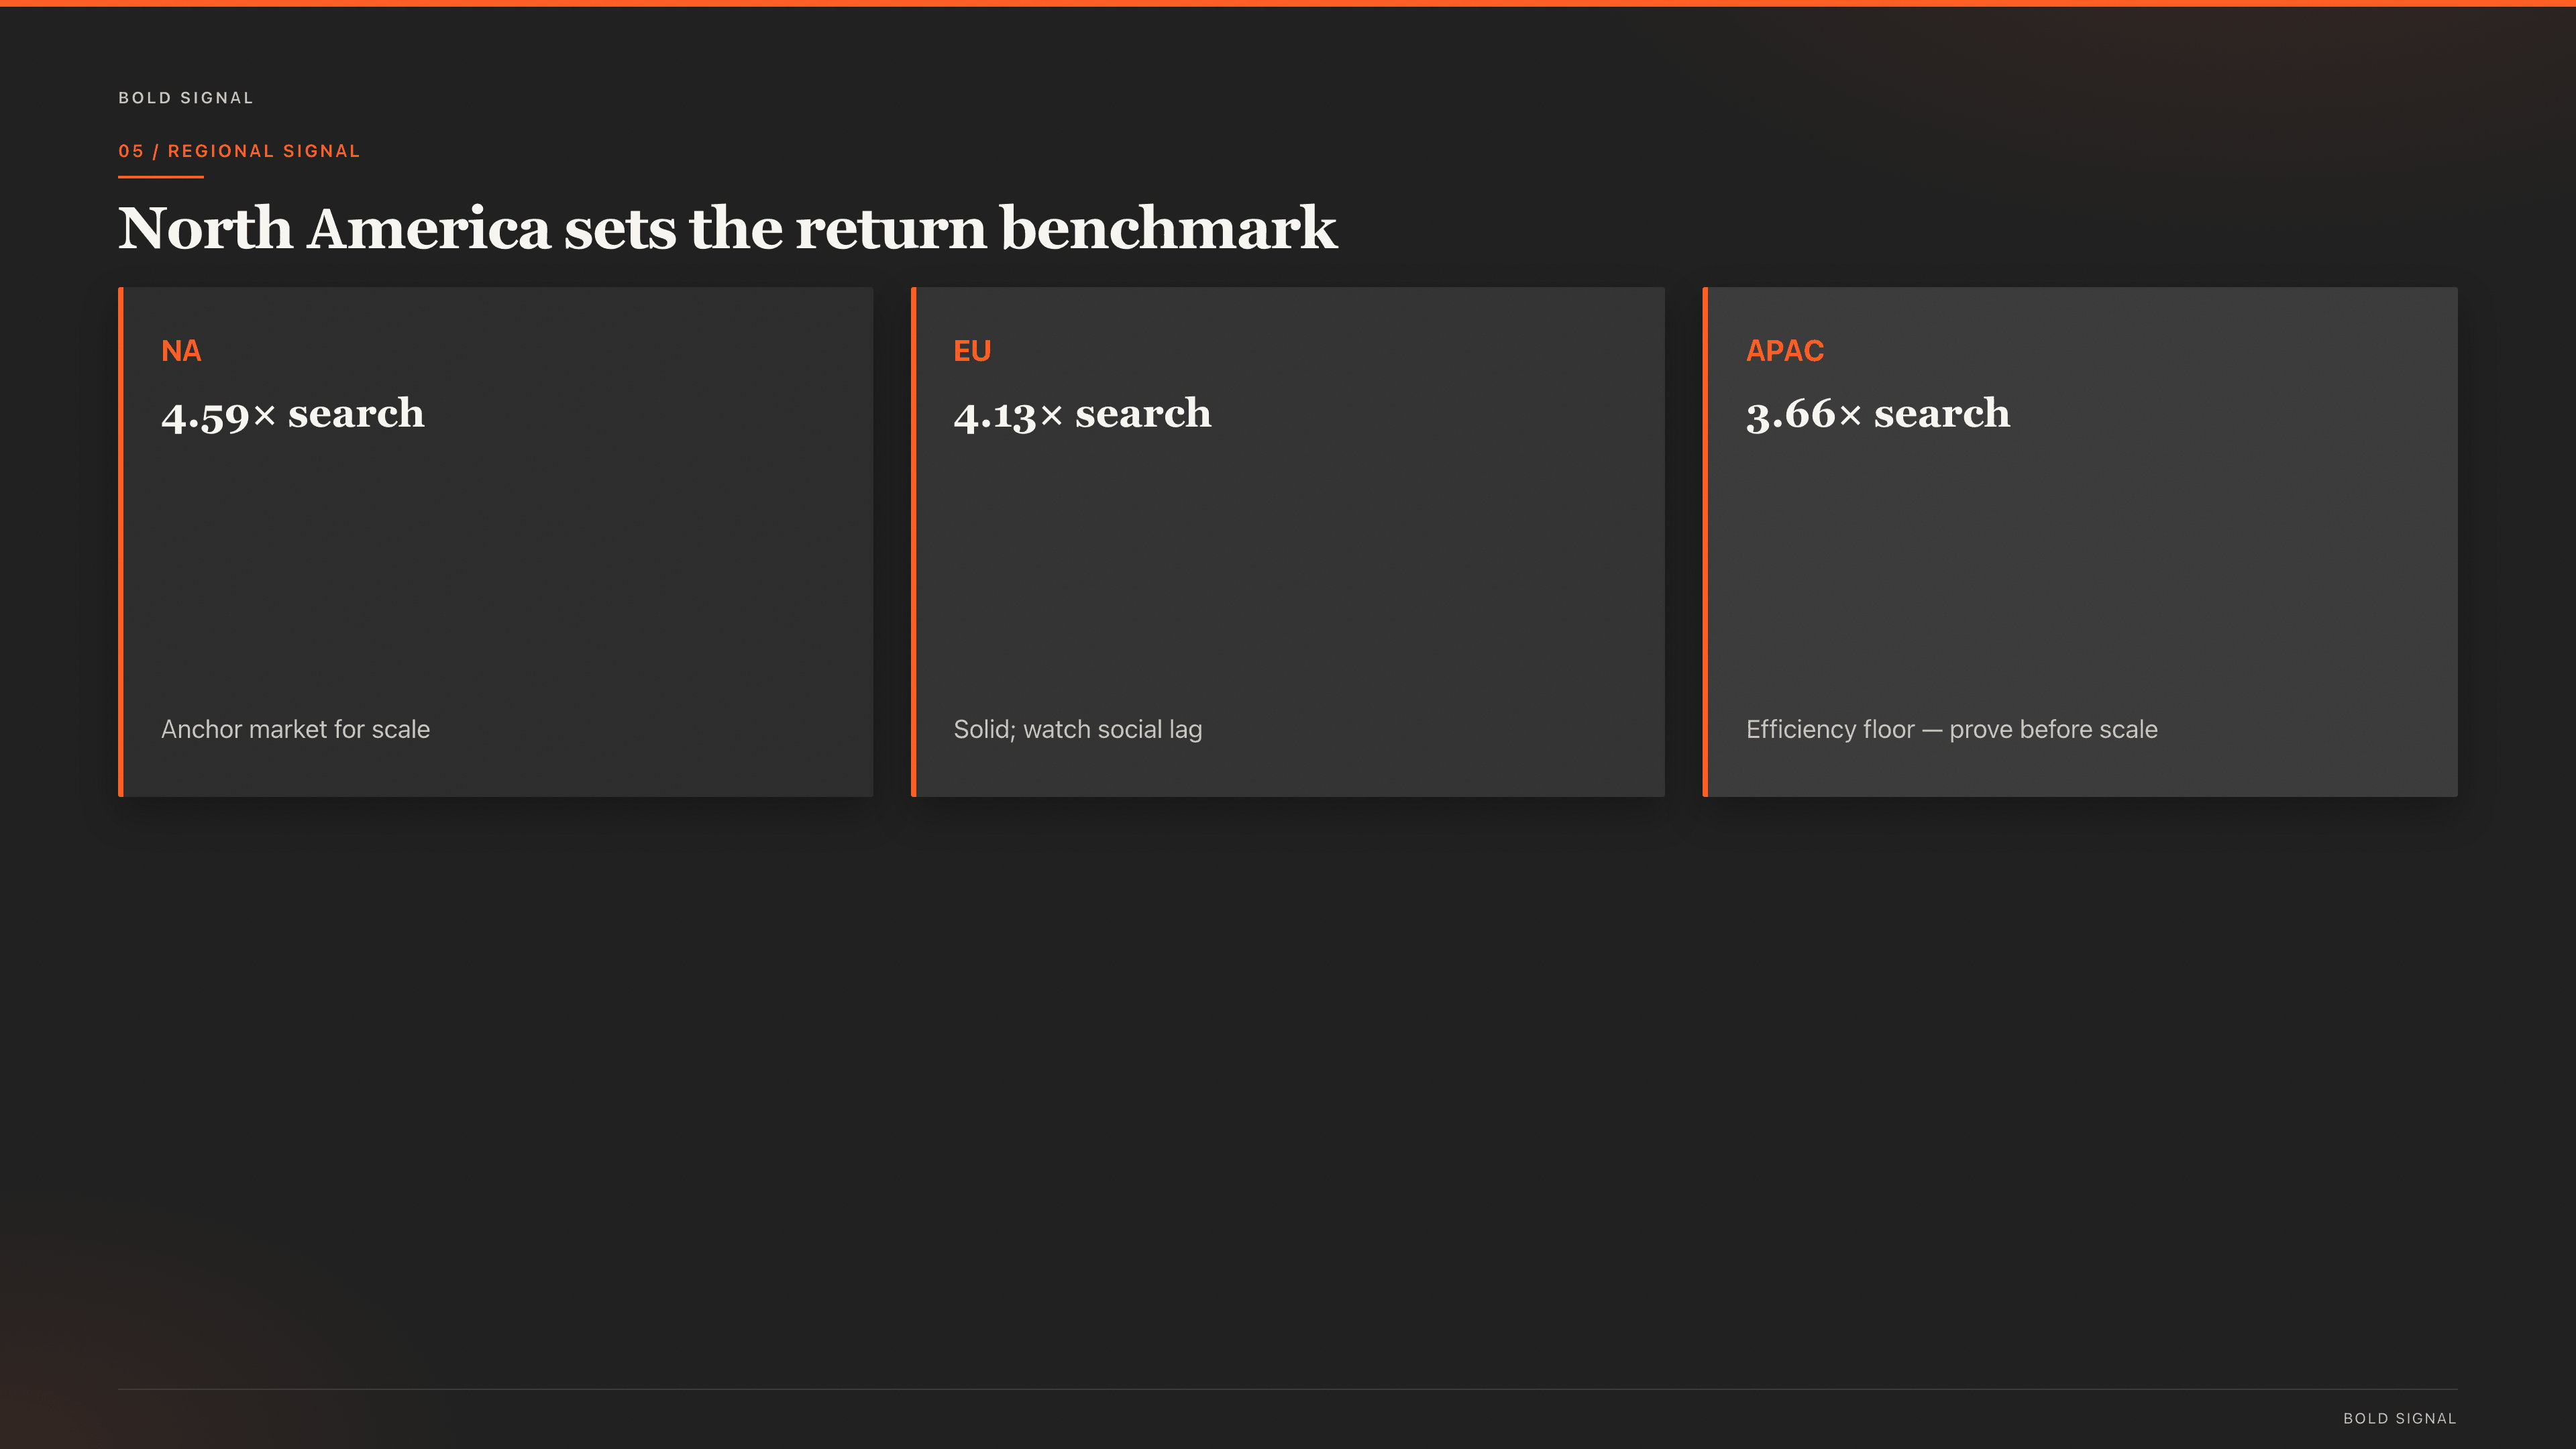 BOLD SIGNAL
05 / REGIONAL SIGNAL
North America sets the return benchmark
NA
4.59× search
Anchor market for scale
EU
4.13× search
Solid; watch social lag
APAC
3.66× search
Efficiency floor — prove before scale
BOLD SIGNAL